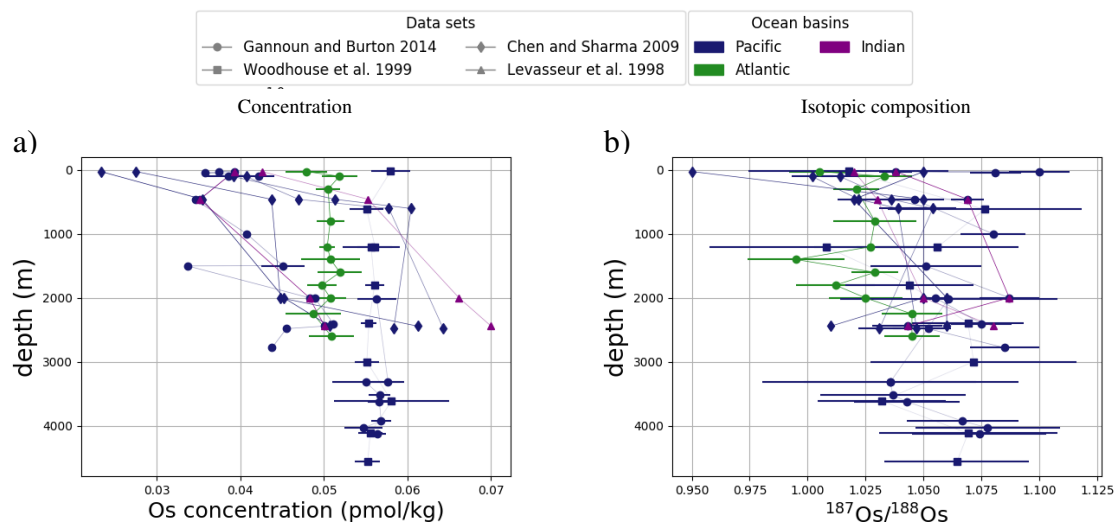 Data sets
Gannoun and Burton 2014
Woodhouse et al. 1999
Chen and Sharma 2009
Levasseur et al. 1998
Ocean basins
Pacific
Atlantic
Indian
Concentration
Isotopic composition
a)
b)
depth (m)
0
1000
2000
3000
4000
0.03 0.04 0.05 0.06 0.07
Os concentration (pmol/kg)
depth (m)
0
1000
2000
3000
4000
0.950 0.975 1.000 1.025 1.050 1.075 1.100 1.125
¹⁸⁷Os/¹⁸⁸Os